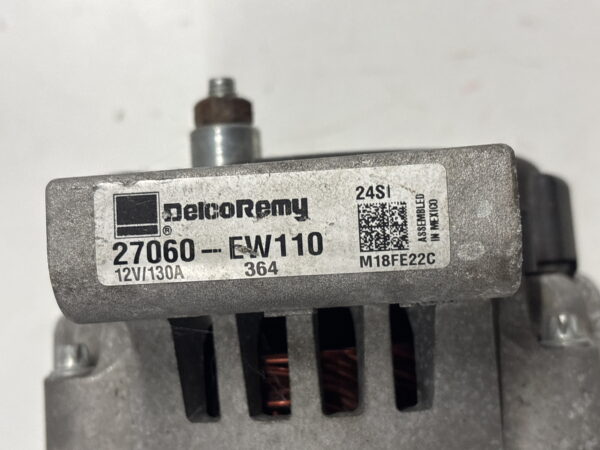 DelcoRemy
®
24SI
27060-EW110
12V/130A
364
M18FE22C
ASSEMBLED
IN MEXICO